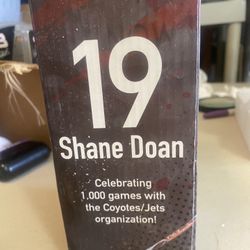 19
Shane Doan
Celebrating
1,000 games with
the Coyotes/Jets
organization!